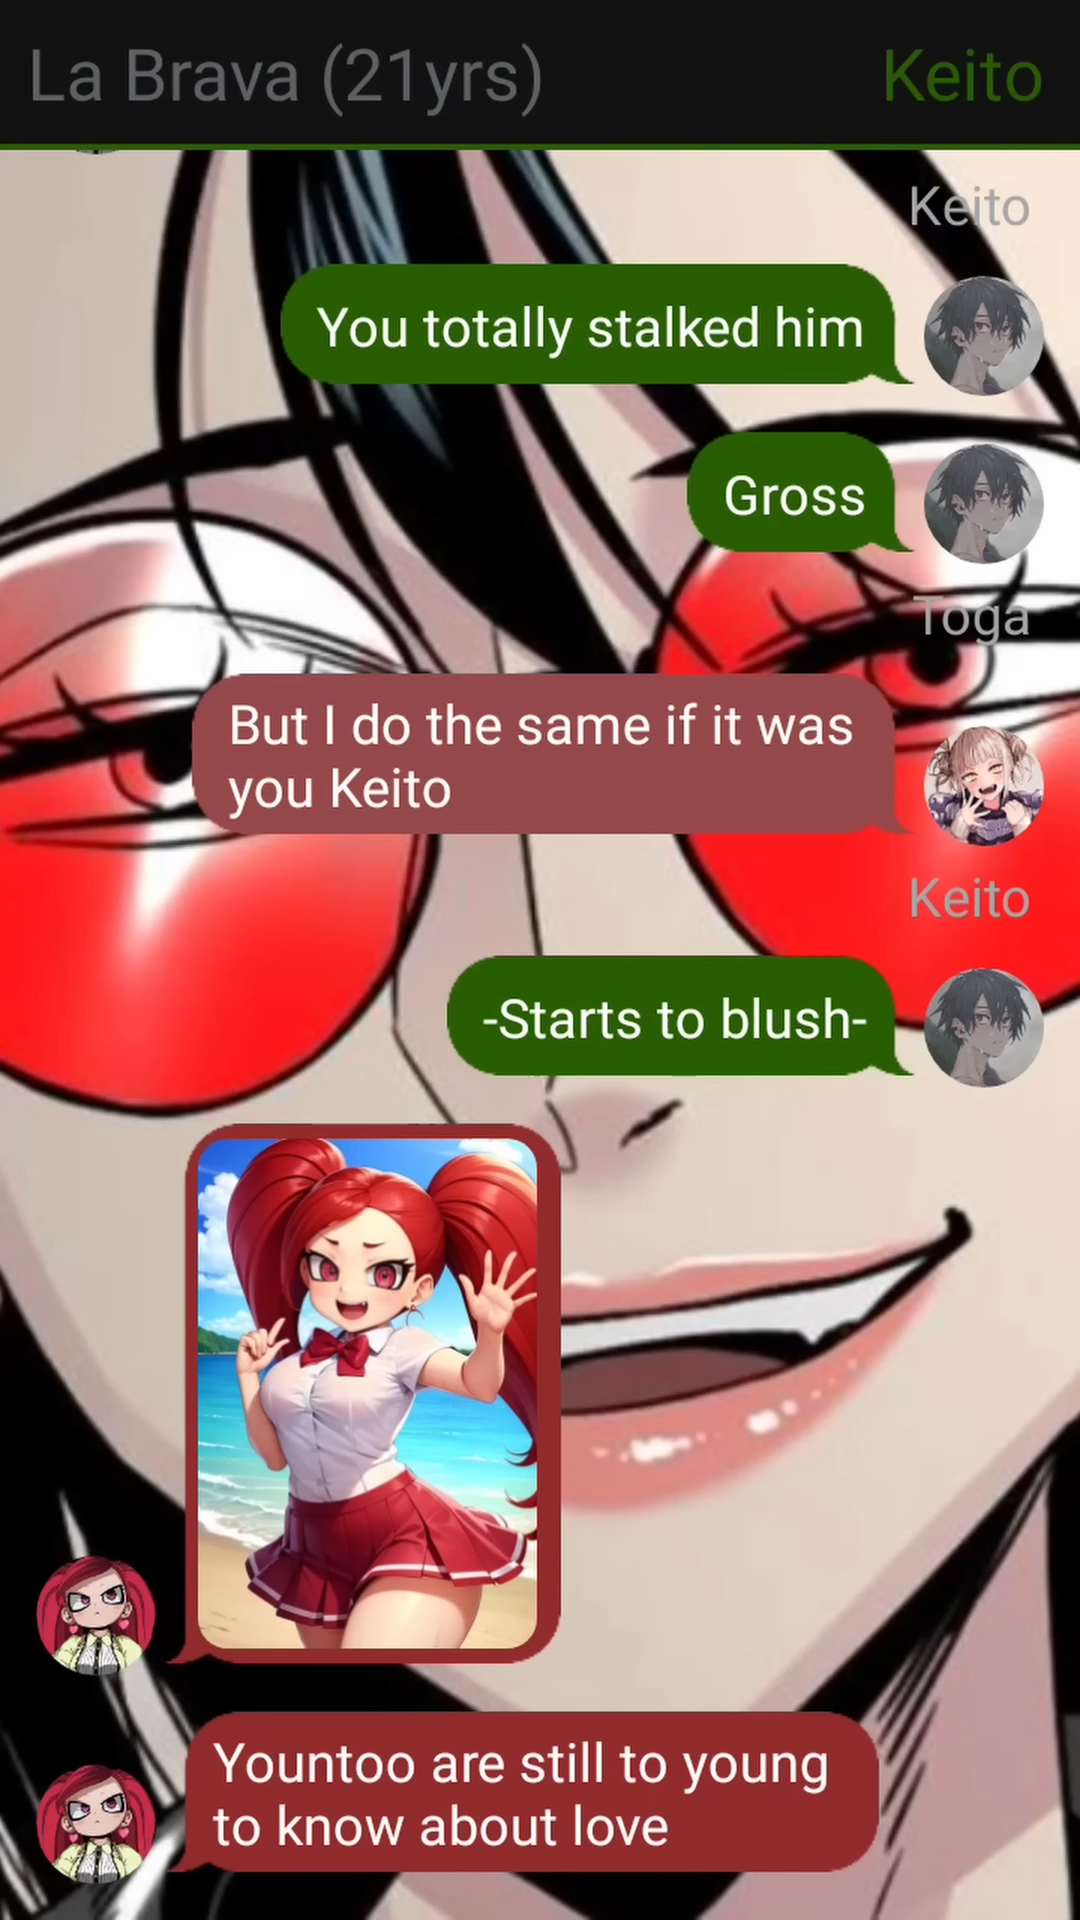 La Brava (21yrs)
Keito
Keito
You totally stalked him
Gross
Toga
But I do the same if it was
you Keito
Keito
-Starts to blush-
Yountoo are still to young
to know about love